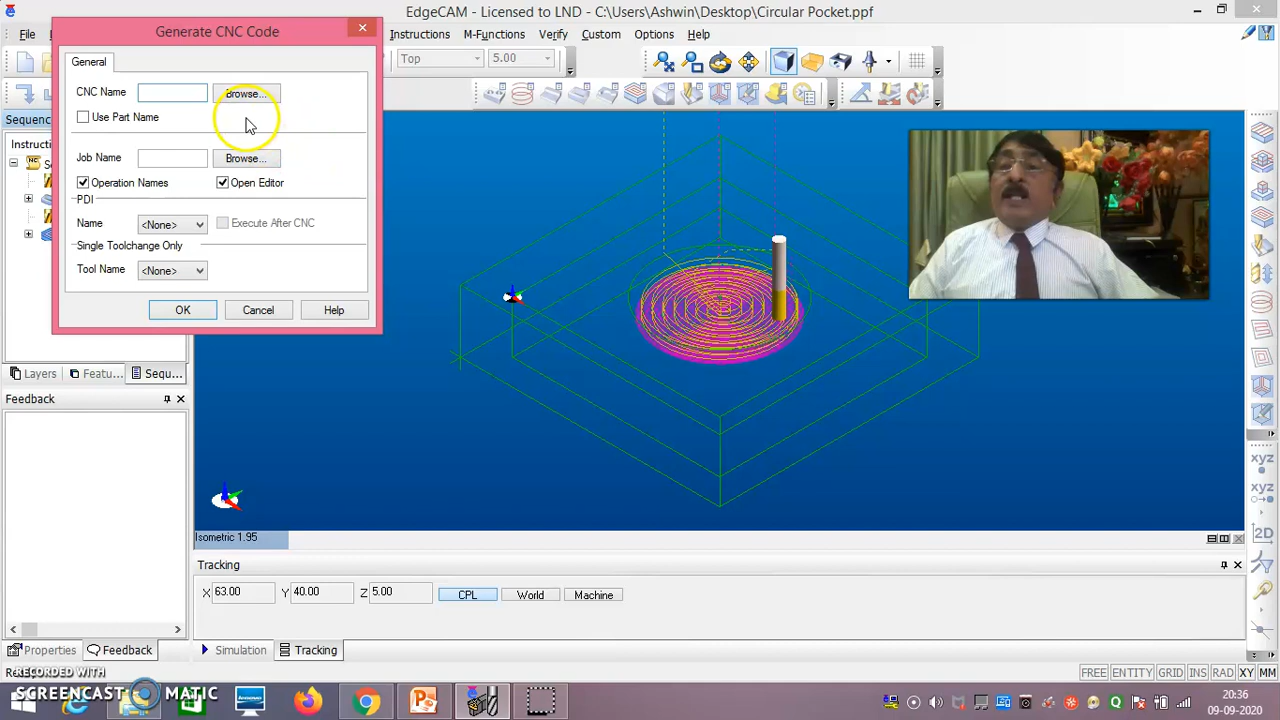 EdgeCAM - Licensed to LND - C:\Users\Ashwin\Desktop\Circular Pocket.ppf
File
Instructions
M-Functions
Verify
Custom
Options
Help
Generate CNC Code
General
CNC Name
Browse...
Use Part Name
Job Name
Browse...
Operation Names
Open Editor
PDI
Name
<None>
Execute After CNC
Single Toolchange Only
Tool Name
<None>
OK
Cancel
Help
Top
5.00
Sequenc
Instruct
Layers
Featu...
Sequ...
Feedback
Properties
Feedback
Isometric 1.95
Tracking
X 63.00
Y 40.00
Z 5.00
CPL
World
Machine
Simulation
Tracking
xyz
xyz
2D
FREE
ENTITY
GRID
INS
RAD
XY
MM
RECORDED WITH
SCREENCAST MATIC
20:36
09-09-2020